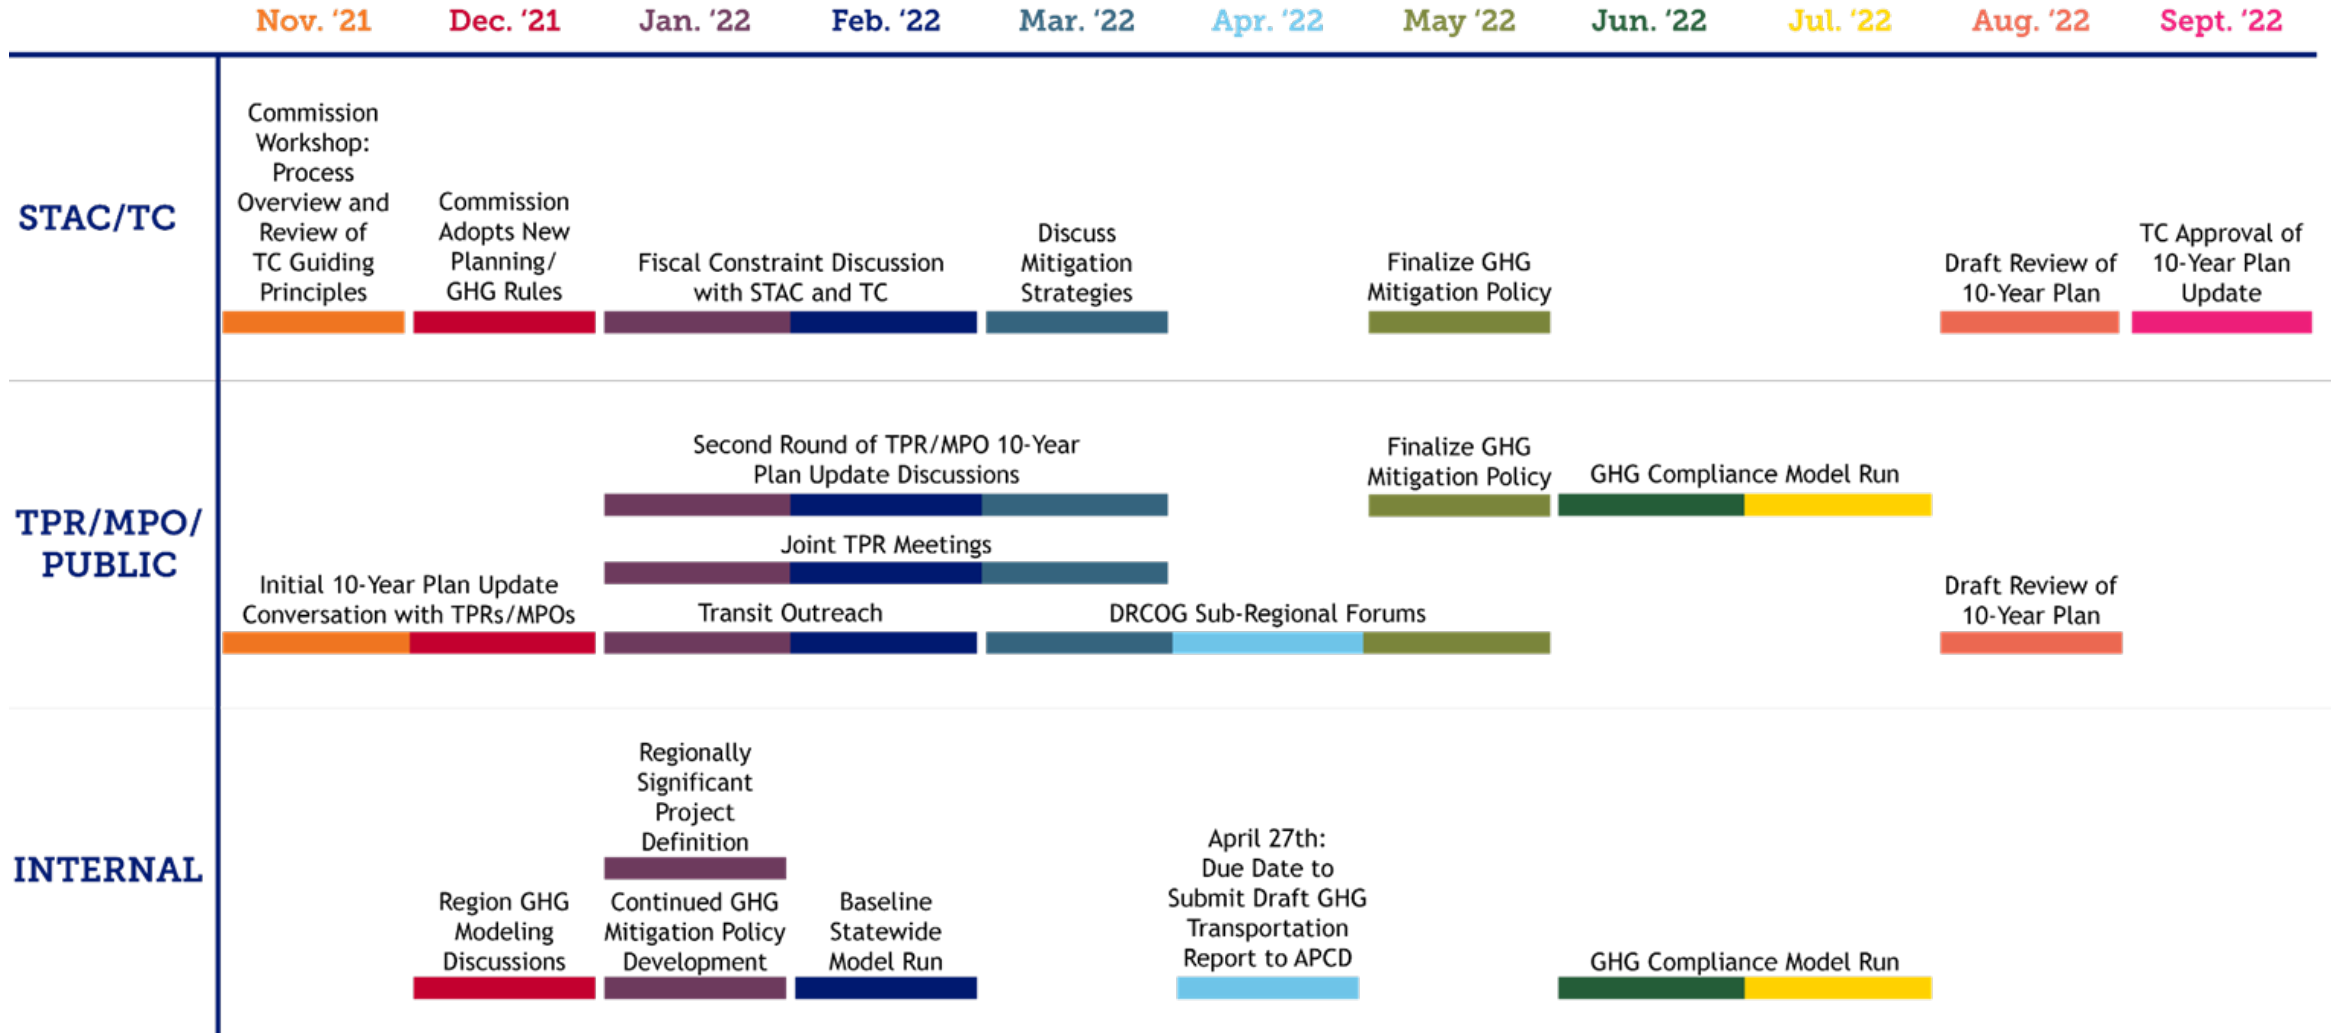 Nov. ‘21
Dec. ‘21
Jan. ‘22
Feb. ‘22
Mar. ‘22
Apr. ‘22
May ‘22
Jun. ‘22
Jul. ‘22
Aug. ‘22
Sept. ‘22
STAC/TC
Commission
Workshop:
Process
Overview and
Review of
TC Guiding
Principles
Commission
Adopts New
Planning/
GHG Rules
Fiscal Constraint Discussion
with STAC and TC
Discuss
Mitigation
Strategies
Finalize GHG
Mitigation Policy
Draft Review of
10-Year Plan
TC Approval of
10-Year Plan
Update
TPR/MPO/
PUBLIC
Second Round of TPR/MPO 10-Year
Plan Update Discussions
Finalize GHG
Mitigation Policy
GHG Compliance Model Run
Joint TPR Meetings
Initial 10-Year Plan Update
Conversation with TPRs/MPOs
Transit Outreach
DRCOG Sub-Regional Forums
Draft Review of
10-Year Plan
INTERNAL
Regionally
Significant
Project
Definition
Region GHG
Modeling
Discussions
Continued GHG
Mitigation Policy
Development
Baseline
Statewide
Model Run
April 27th:
Due Date to
Submit Draft GHG
Transportation
Report to APCD
GHG Compliance Model Run